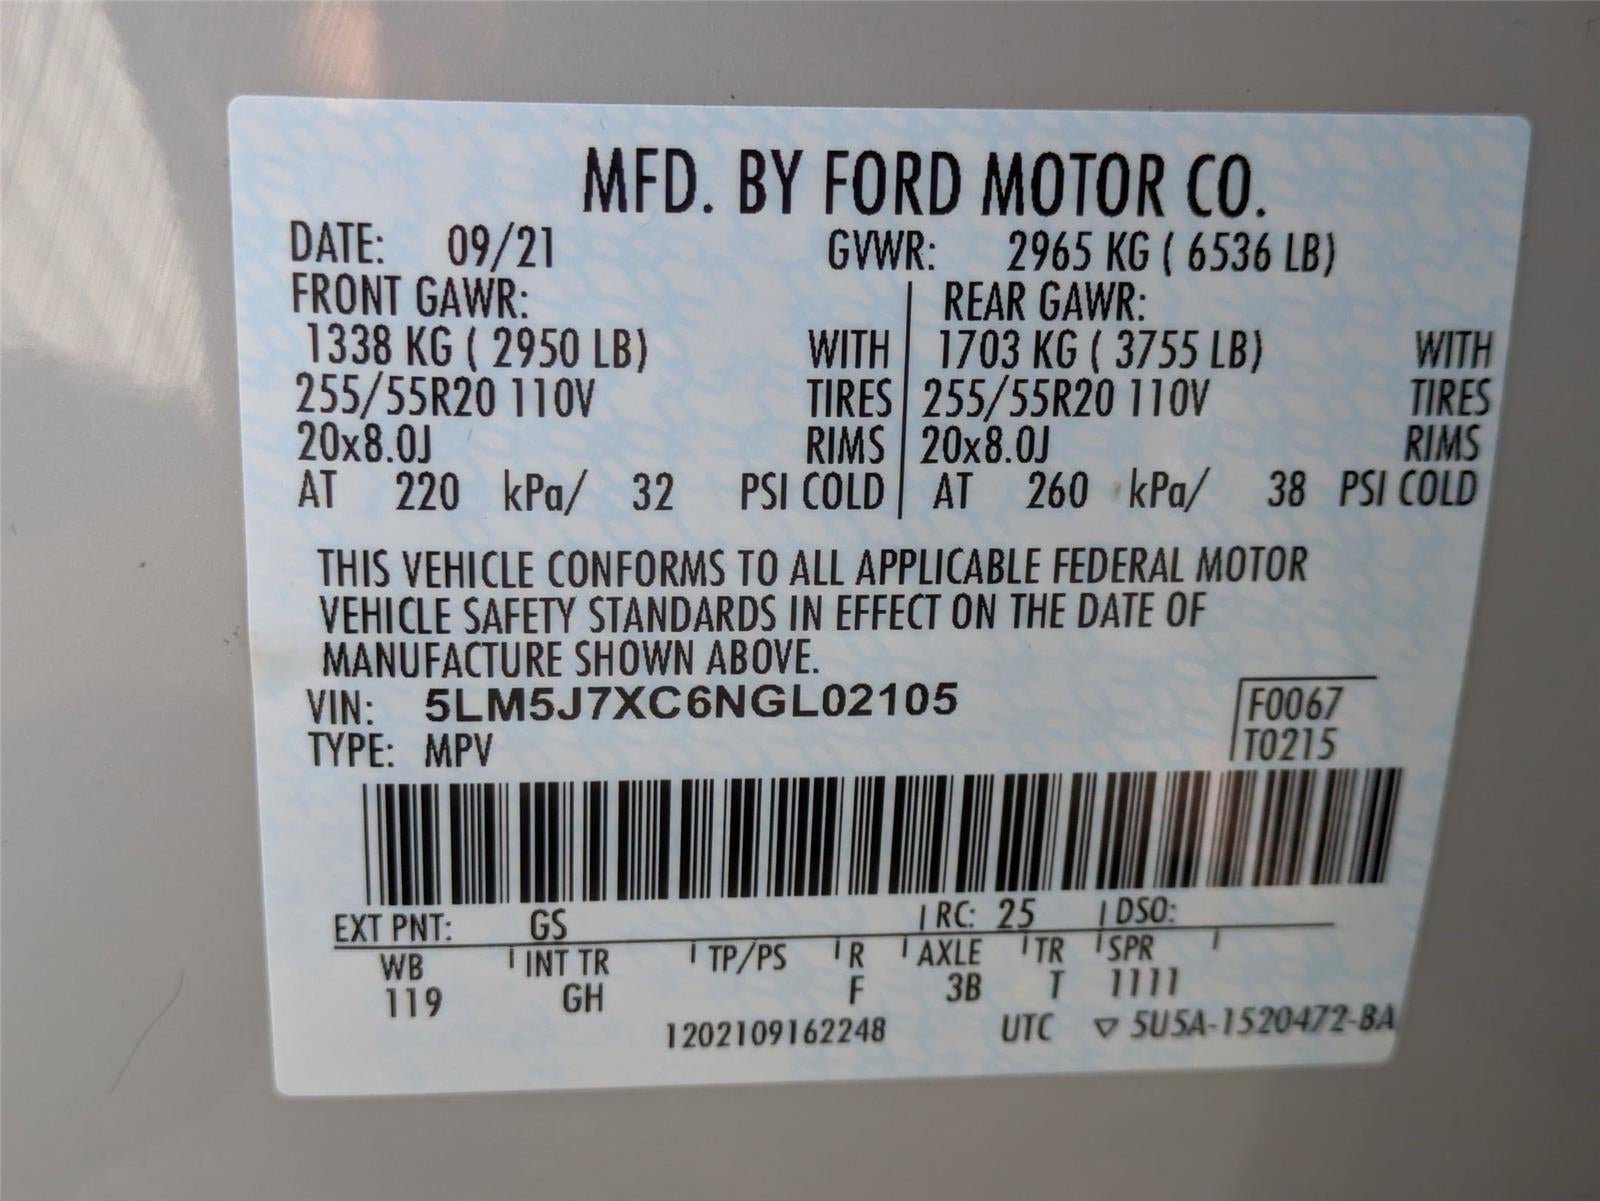 MFD. BY FORD MOTOR CO.
DATE: 09/21 GVWR: 2965 KG ( 6536 LB)
FRONT GAWR: REAR GAWR:
1338 KG ( 2950 LB) WITH 1703 KG ( 3755 LB) WITH
255/55R20 110V TIRES 255/55R20 110V TIRES
20x8.0J RIMS 20x8.0J RIMS
AT 220 kPa/ 32 PSI COLD AT 260 kPa/ 38 PSI COLD
THIS VEHICLE CONFORMS TO ALL APPLICABLE FEDERAL MOTOR
VEHICLE SAFETY STANDARDS IN EFFECT ON THE DATE OF
MANUFACTURE SHOWN ABOVE.
VIN: 5LM5J7XC6NGL02105 F0067
TYPE: MPV T0215
EXT PNT: GS RC: 25 DSO:
WB INT TR TP/PS R AXLE TR SPR
119 GH F 3B T 1111
1202109162248 UTC ▽ 5U5A-1520472-BA